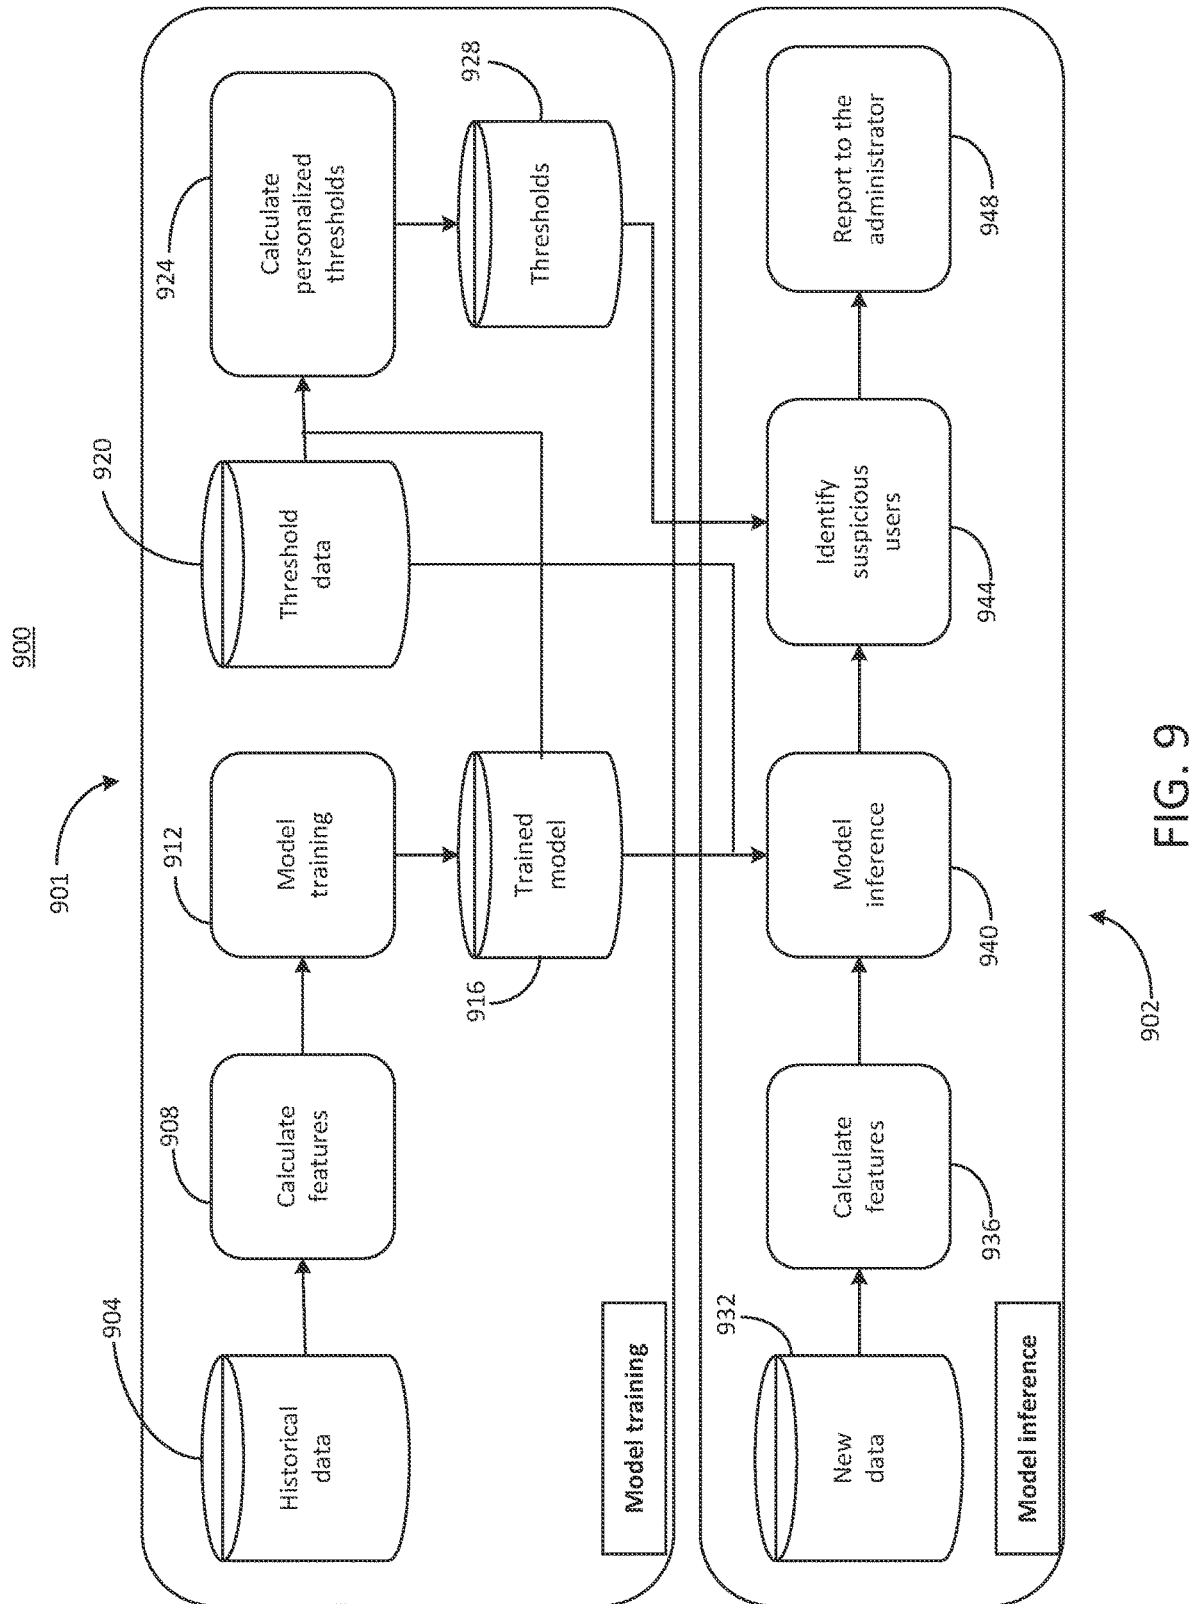 900
901
904
Historical
data
908
Calculate
features
912
Model
training
916
Trained
model
920
Threshold
data
924
Calculate
personalized
thresholds
928
Thresholds
Model training
932
New
data
936
Calculate
features
940
Model
inference
944
Identify
suspicious
users
948
Report to the
administrator
Model inference
902
FIG. 9